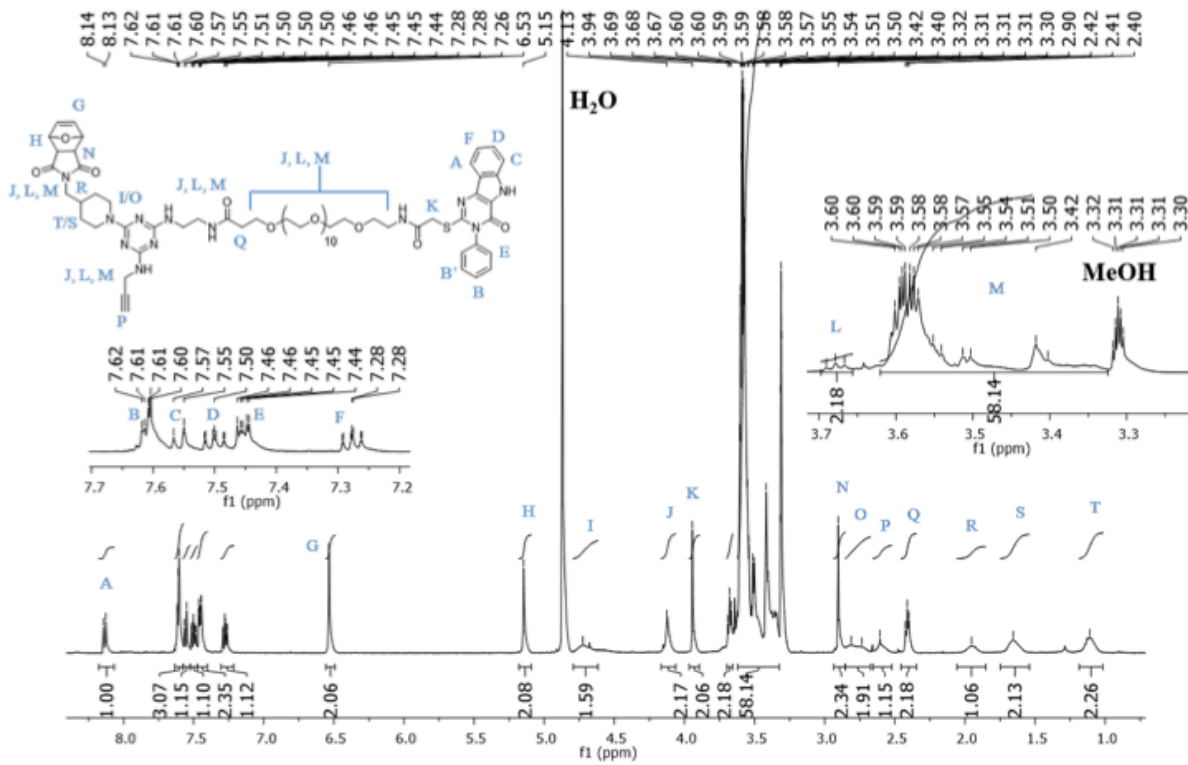 8.14 8.13 7.62 7.61 7.61 7.60 7.57 7.55 7.51 7.50 7.50 7.46 7.46 7.45 7.45 7.44 7.28 7.28 7.26 6.53 5.15 4.13 3.94 3.69 3.68 3.67 3.60 3.60 3.59 3.59 3.58 3.58 3.57 3.55 3.54 3.51 3.50 3.42 3.40 3.32 3.31 3.31 3.31 3.30 2.90 2.42 2.41 2.40
H₂O
G
H
O
N
O
N
O
J, L, M
R
I/O
N
T/S
N
N
N
N
NH
J, L, M
P
H
N
J, L, M
O
N
H
Q
O
J, L, M
O
10
O
H
N
O
K
S
F
D
A
C
N
NH
N
N
O
E
B'
B
3.60 3.60 3.59 3.59 3.58 3.58 3.57 3.55 3.54 3.51 3.50 3.42 3.32 3.31 3.31 3.30
MeOH
L
M
2.18
58.14
3.7 3.6 3.5 3.4 3.3
f1 (ppm)
7.62 7.61 7.61 7.60 7.57 7.55 7.50 7.46 7.46 7.45 7.45 7.44 7.28 7.28
B C D E F
7.7 7.6 7.5 7.4 7.3 7.2
f1 (ppm)
A G H I J K N O P Q R S T
1.00 3.07 1.15 1.10 2.35 1.12 2.06 2.08 1.59 2.17 2.06 2.18 58.14 2.34 1.91 1.15 2.18 1.06 2.13 2.26
8.0 7.5 7.0 6.5 6.0 5.5 5.0 4.5 4.0 3.5 3.0 2.5 2.0 1.5 1.0
f1 (ppm)